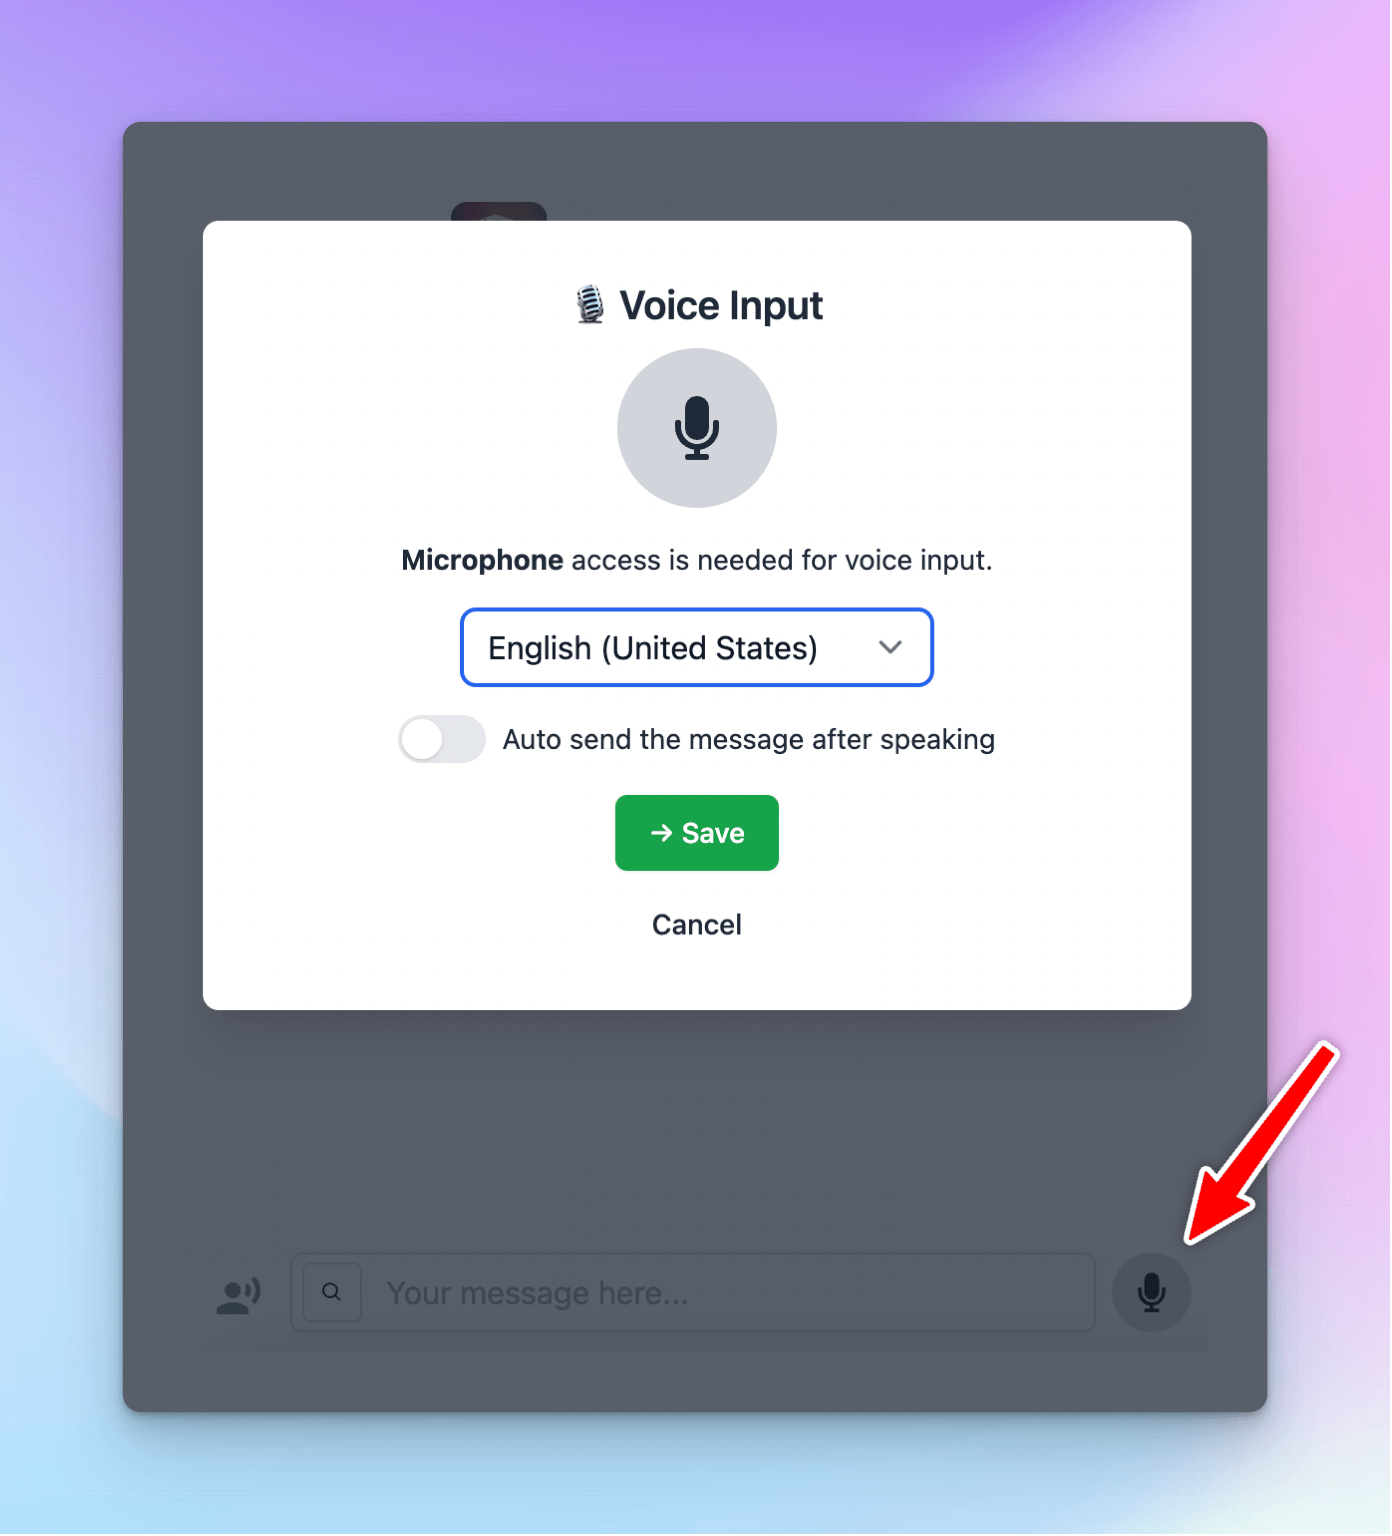 Voice Input
Microphone access is needed for voice input.
English (United States)
Auto send the message after speaking
→ Save
Cancel
Your message here...